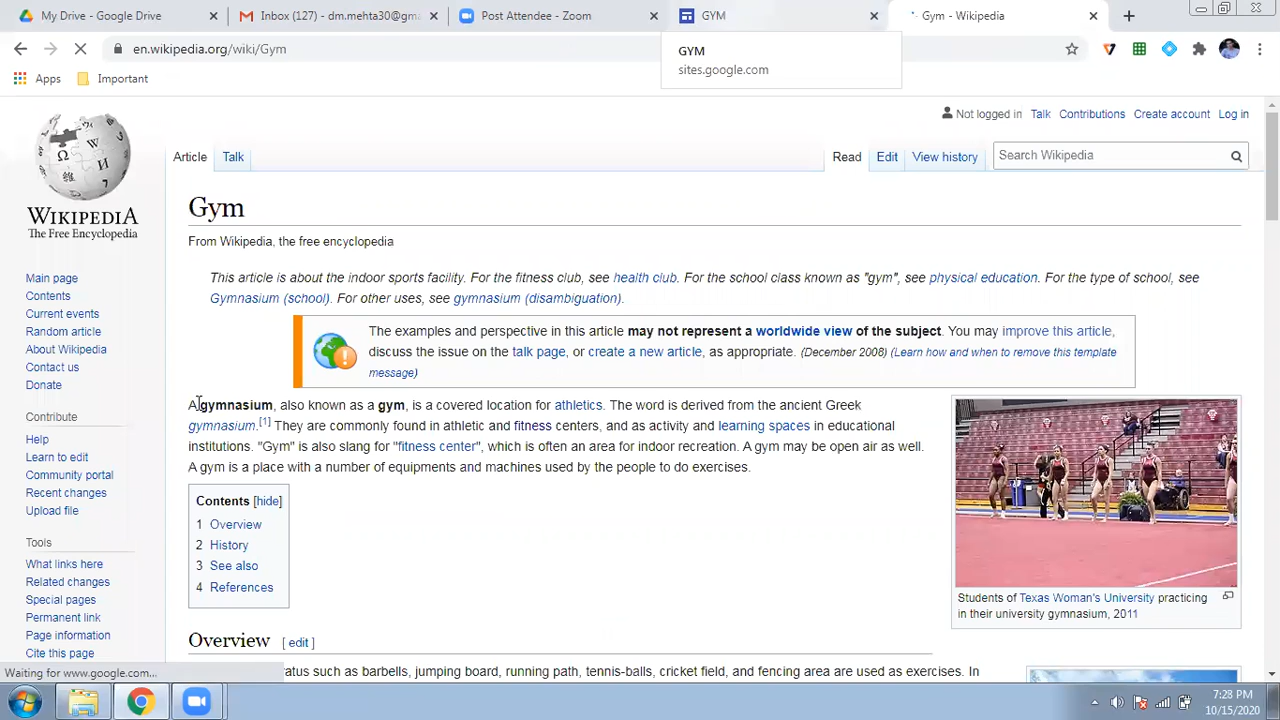 My Drive - Google Drive
Inbox (127) - dm.mehta30@gm
Post Attendee - Zoom
GYM
Gym - Wikipedia
en.wikipedia.org/wiki/Gym
GYM
sites.google.com
Apps
Important
Not logged in Talk Contributions Create account Log in
Article Talk
Read Edit View history
Search Wikipedia
WIKIPEDIA
The Free Encyclopedia
Main page
Contents
Current events
Random article
About Wikipedia
Contact us
Donate
Contribute
Help
Learn to edit
Community portal
Recent changes
Upload file
Tools
What links here
Related changes
Special pages
Permanent link
Page information
Cite this page
Gym
From Wikipedia, the free encyclopedia
This article is about the indoor sports facility. For the fitness club, see health club. For the school class known as "gym", see physical education. For the type of school, see
Gymnasium (school). For other uses, see gymnasium (disambiguation).
The examples and perspective in this article may not represent a worldwide view of the subject. You may improve this article,
discuss the issue on the talk page, or create a new article, as appropriate. (December 2008) (Learn how and when to remove this template
message)
A gymnasium, also known as a gym, is a covered location for athletics. The word is derived from the ancient Greek
gymnasium.[1] They are commonly found in athletic and fitness centers, and as activity and learning spaces in educational
institutions. "Gym" is also slang for "fitness center", which is often an area for indoor recreation. A gym may be open air as well.
A gym is a place with a number of equipments and machines used by the people to do exercises.
Contents [hide]
1 Overview
2 History
3 See also
4 References
Students of Texas Woman's University practicing
in their university gymnasium, 2011
Overview [ edit ]
atus such as barbells, jumping board, running path, tennis-balls, cricket field, and fencing area are used as exercises. In
Waiting for www.google.com...
7:28 PM
10/15/2020